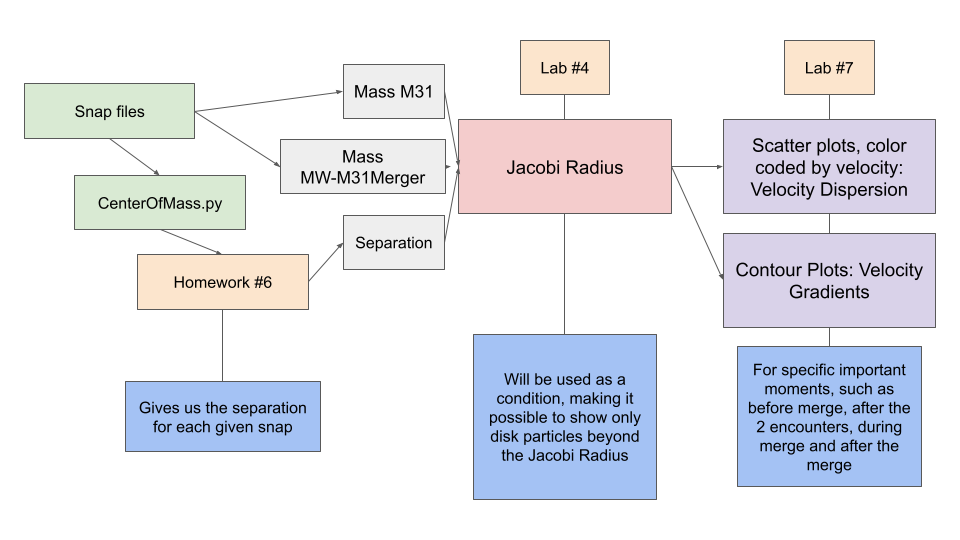 Snap files
CenterOfMass.py
Homework #6
Gives us the separation
for each given snap
Mass M31
Mass
MW-M31Merger
Separation
Lab #4
Jacobi Radius
Will be used as a
condition, making it
possible to show only
disk particles beyond
the Jacobi Radius
Lab #7
Scatter plots, color
coded by velocity:
Velocity Dispersion
Contour Plots: Velocity
Gradients
For specific important
moments, such as
before merge, after the
2 encounters, during
merge and after the
merge